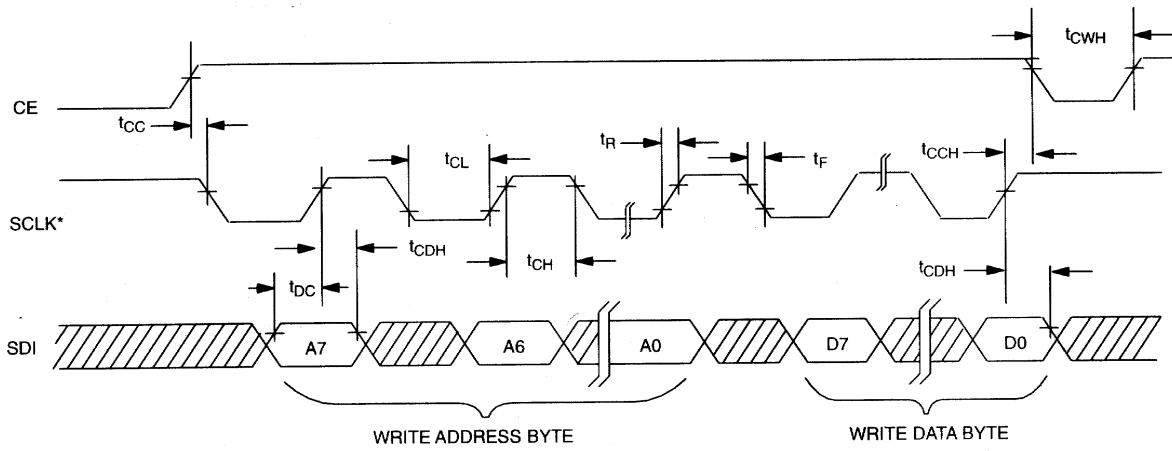 tCWH
CE
tCC
tCL
tR
tF
tCCH
SCLK*
tCDH
tCH
tCDH
tDC
SDI
A7
A6
A0
D7
D0
WRITE ADDRESS BYTE
WRITE DATA BYTE